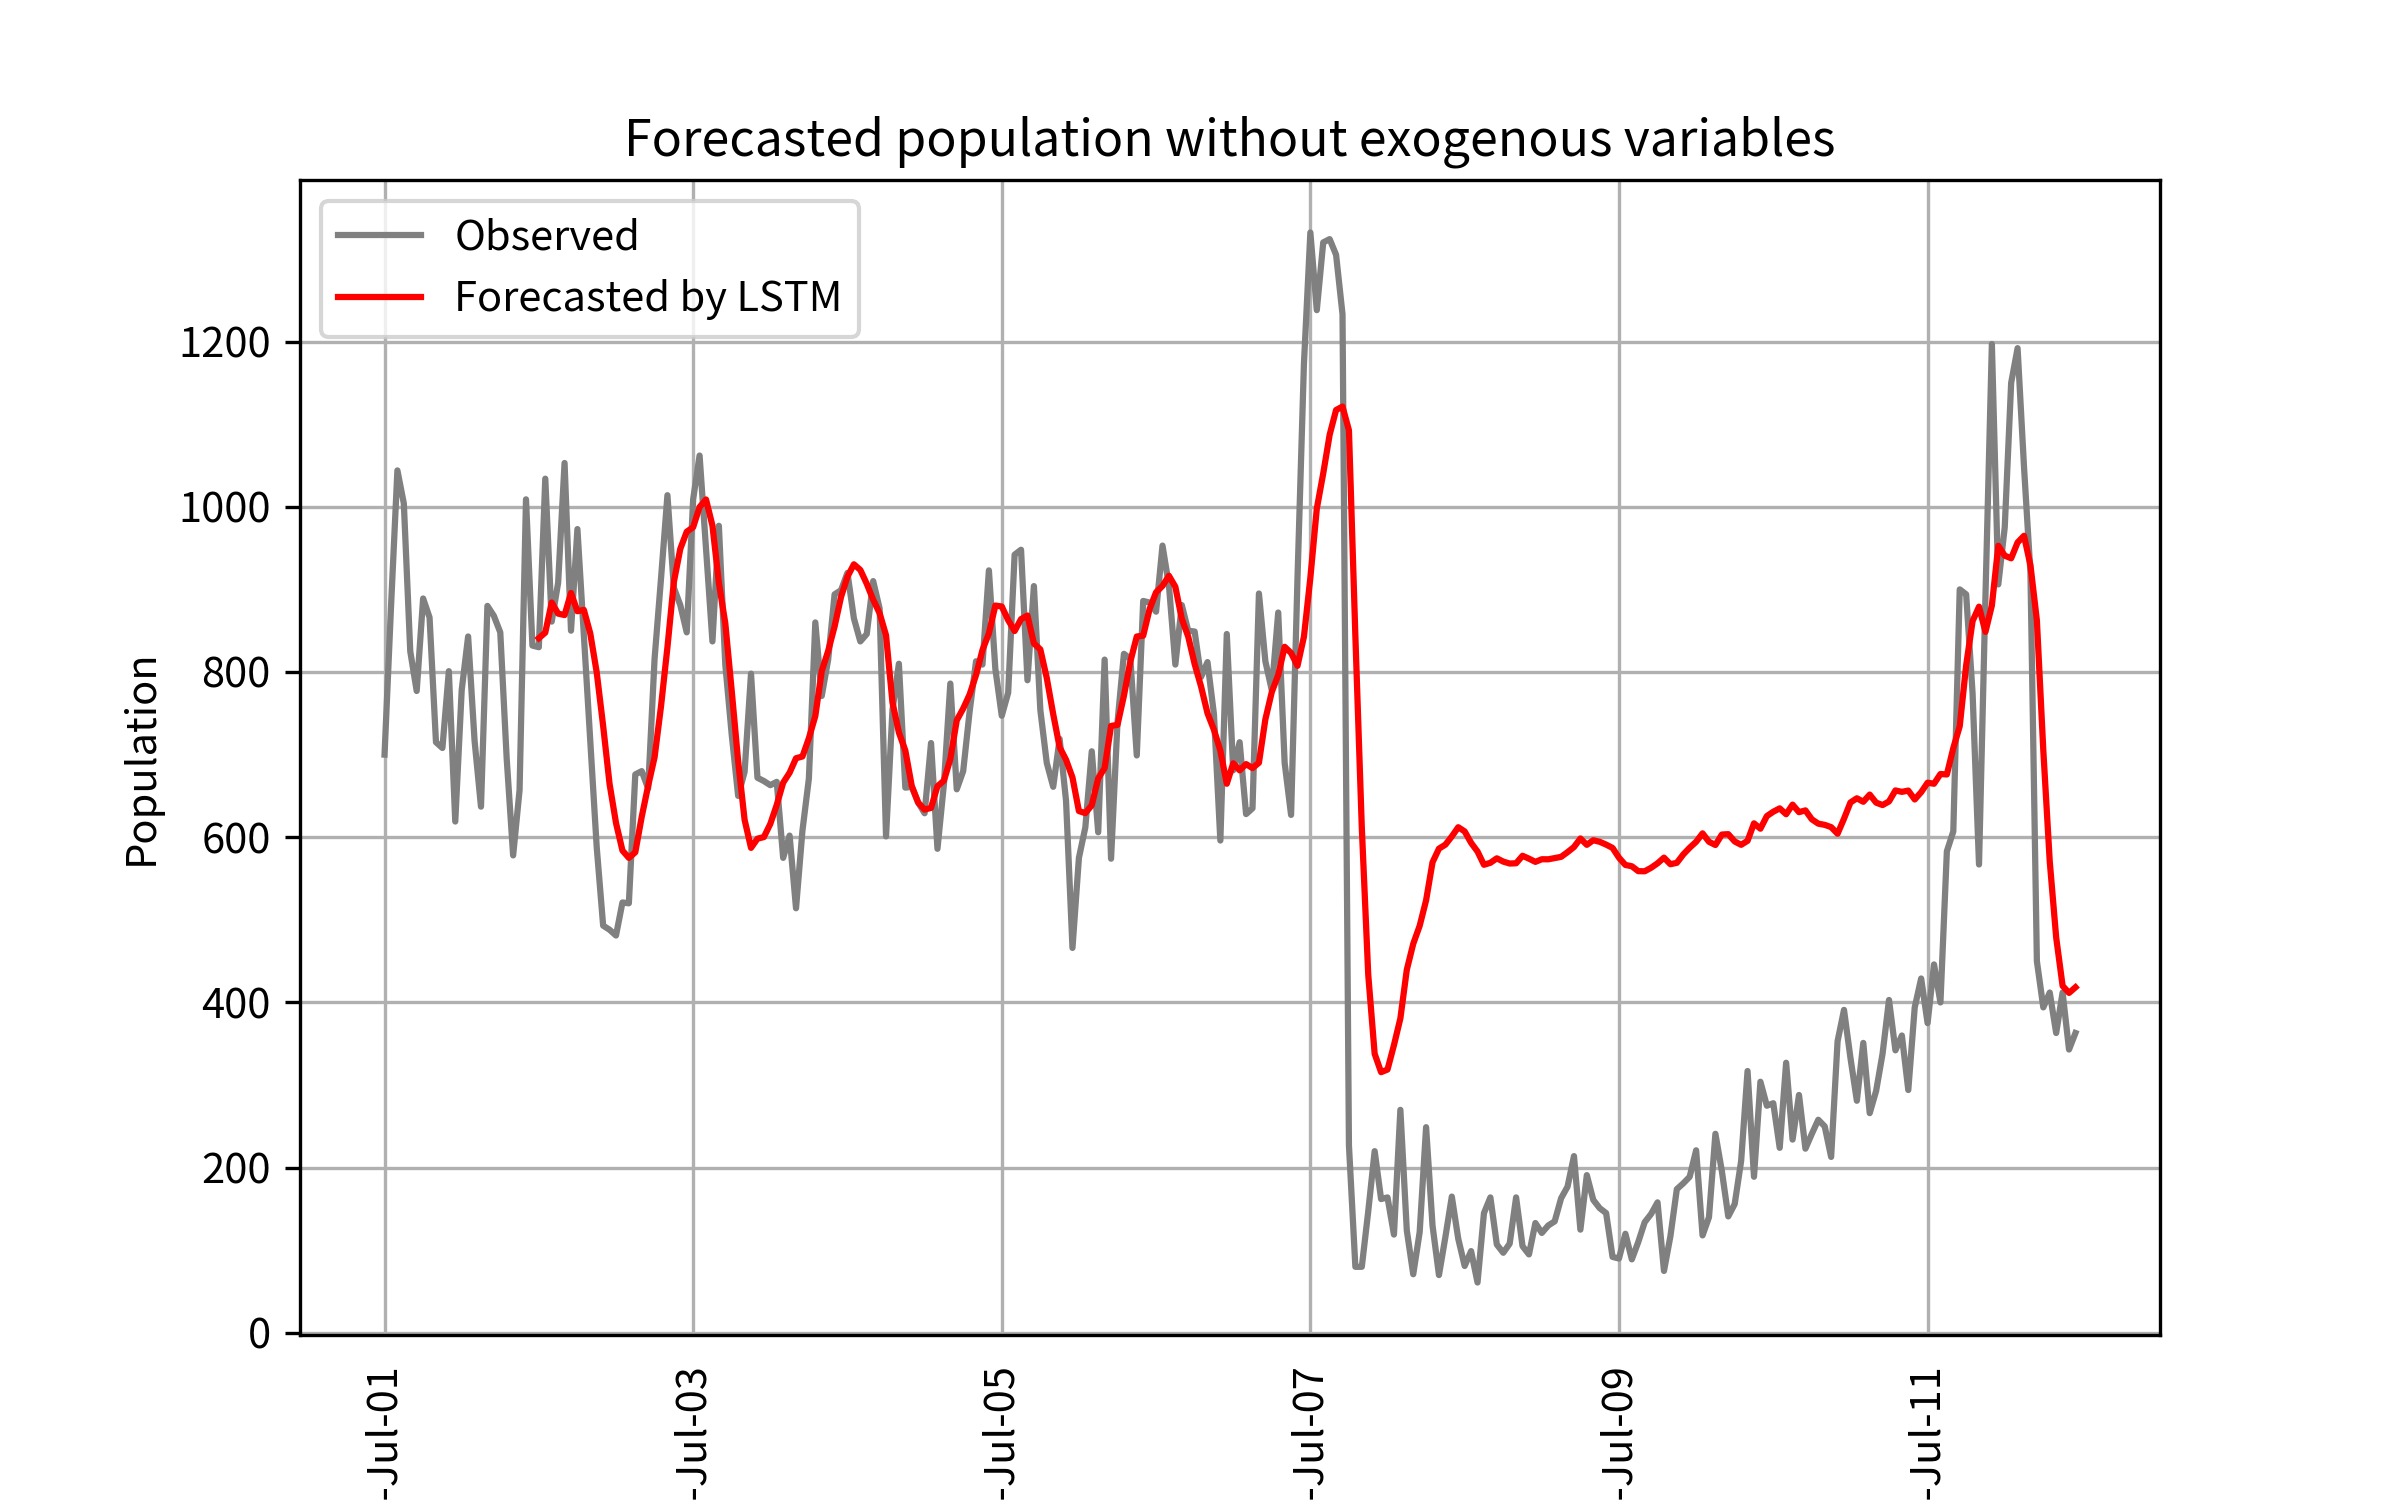 Forecasted population without exogenous variables
Observed
Forecasted by LSTM
Population
1200
1000
800
600
400
200
0
-Jul-01
-Jul-03
-Jul-05
-Jul-07
-Jul-09
-Jul-11